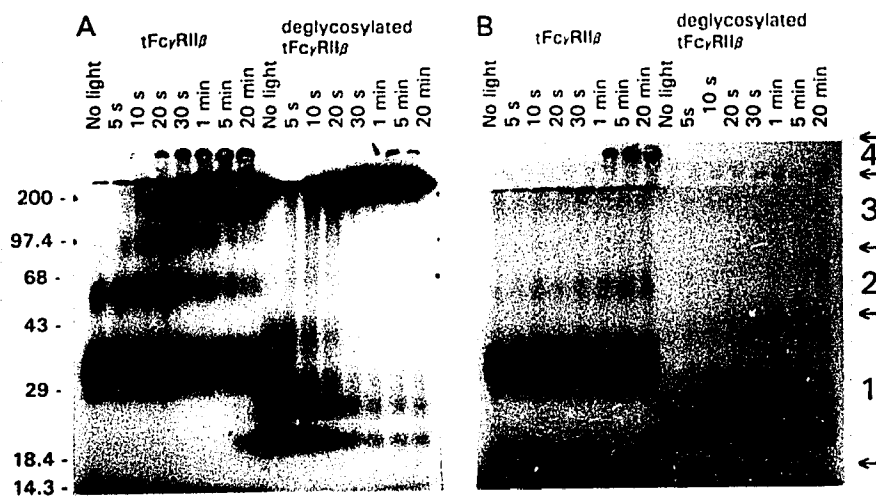 A
tFcγRIIβ
deglycosylated
tFcγRIIβ
No light
5 s
10 s
20 s
30 s
1 min
5 min
20 min
No light
5 s
10 s
20 s
30 s
1 min
5 min
20 min
200 -
97.4 -
68 -
43 -
29 -
18.4 -
14.3 -
B
tFcγRIIβ
deglycosylated
tFcγRIIβ
No light
5 s
10 s
20 s
30 s
1 min
5 min
20 min
No light
5s
10 s
20 s
30 s
1 min
5 min
20 min
←
4
←
3
←
2
←
1
←